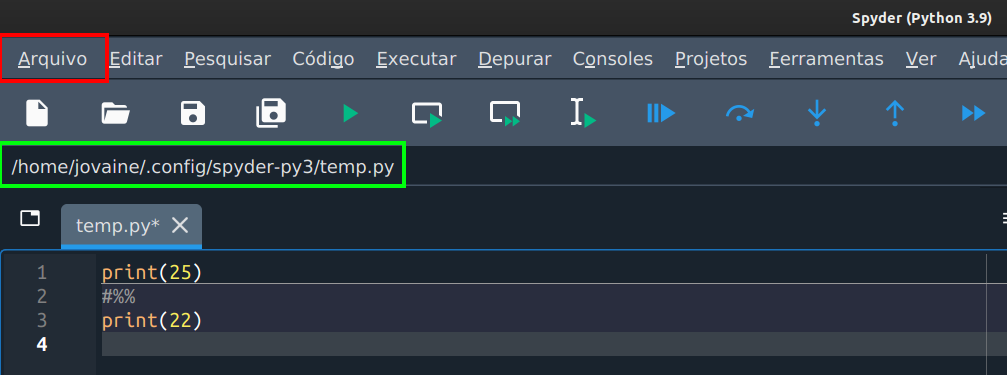 Spyder (Python 3.9)
Arquivo Editar Pesquisar Código Executar Depurar Consoles Projetos Ferramentas Ver Ajuda
/home/jovaine/.config/spyder-py3/temp.py
temp.py*
1 print(25)
2 #%%
3 print(22)
4